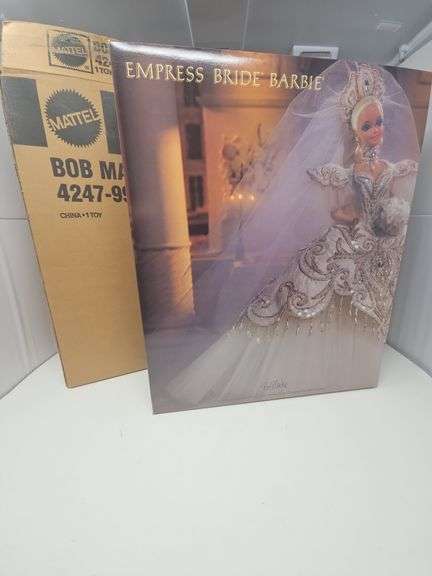 MATTEL
MATTEL
BOB MA
4247-99
CHINA • 1 TOY
EMPRESS BRIDE® BARBIE®